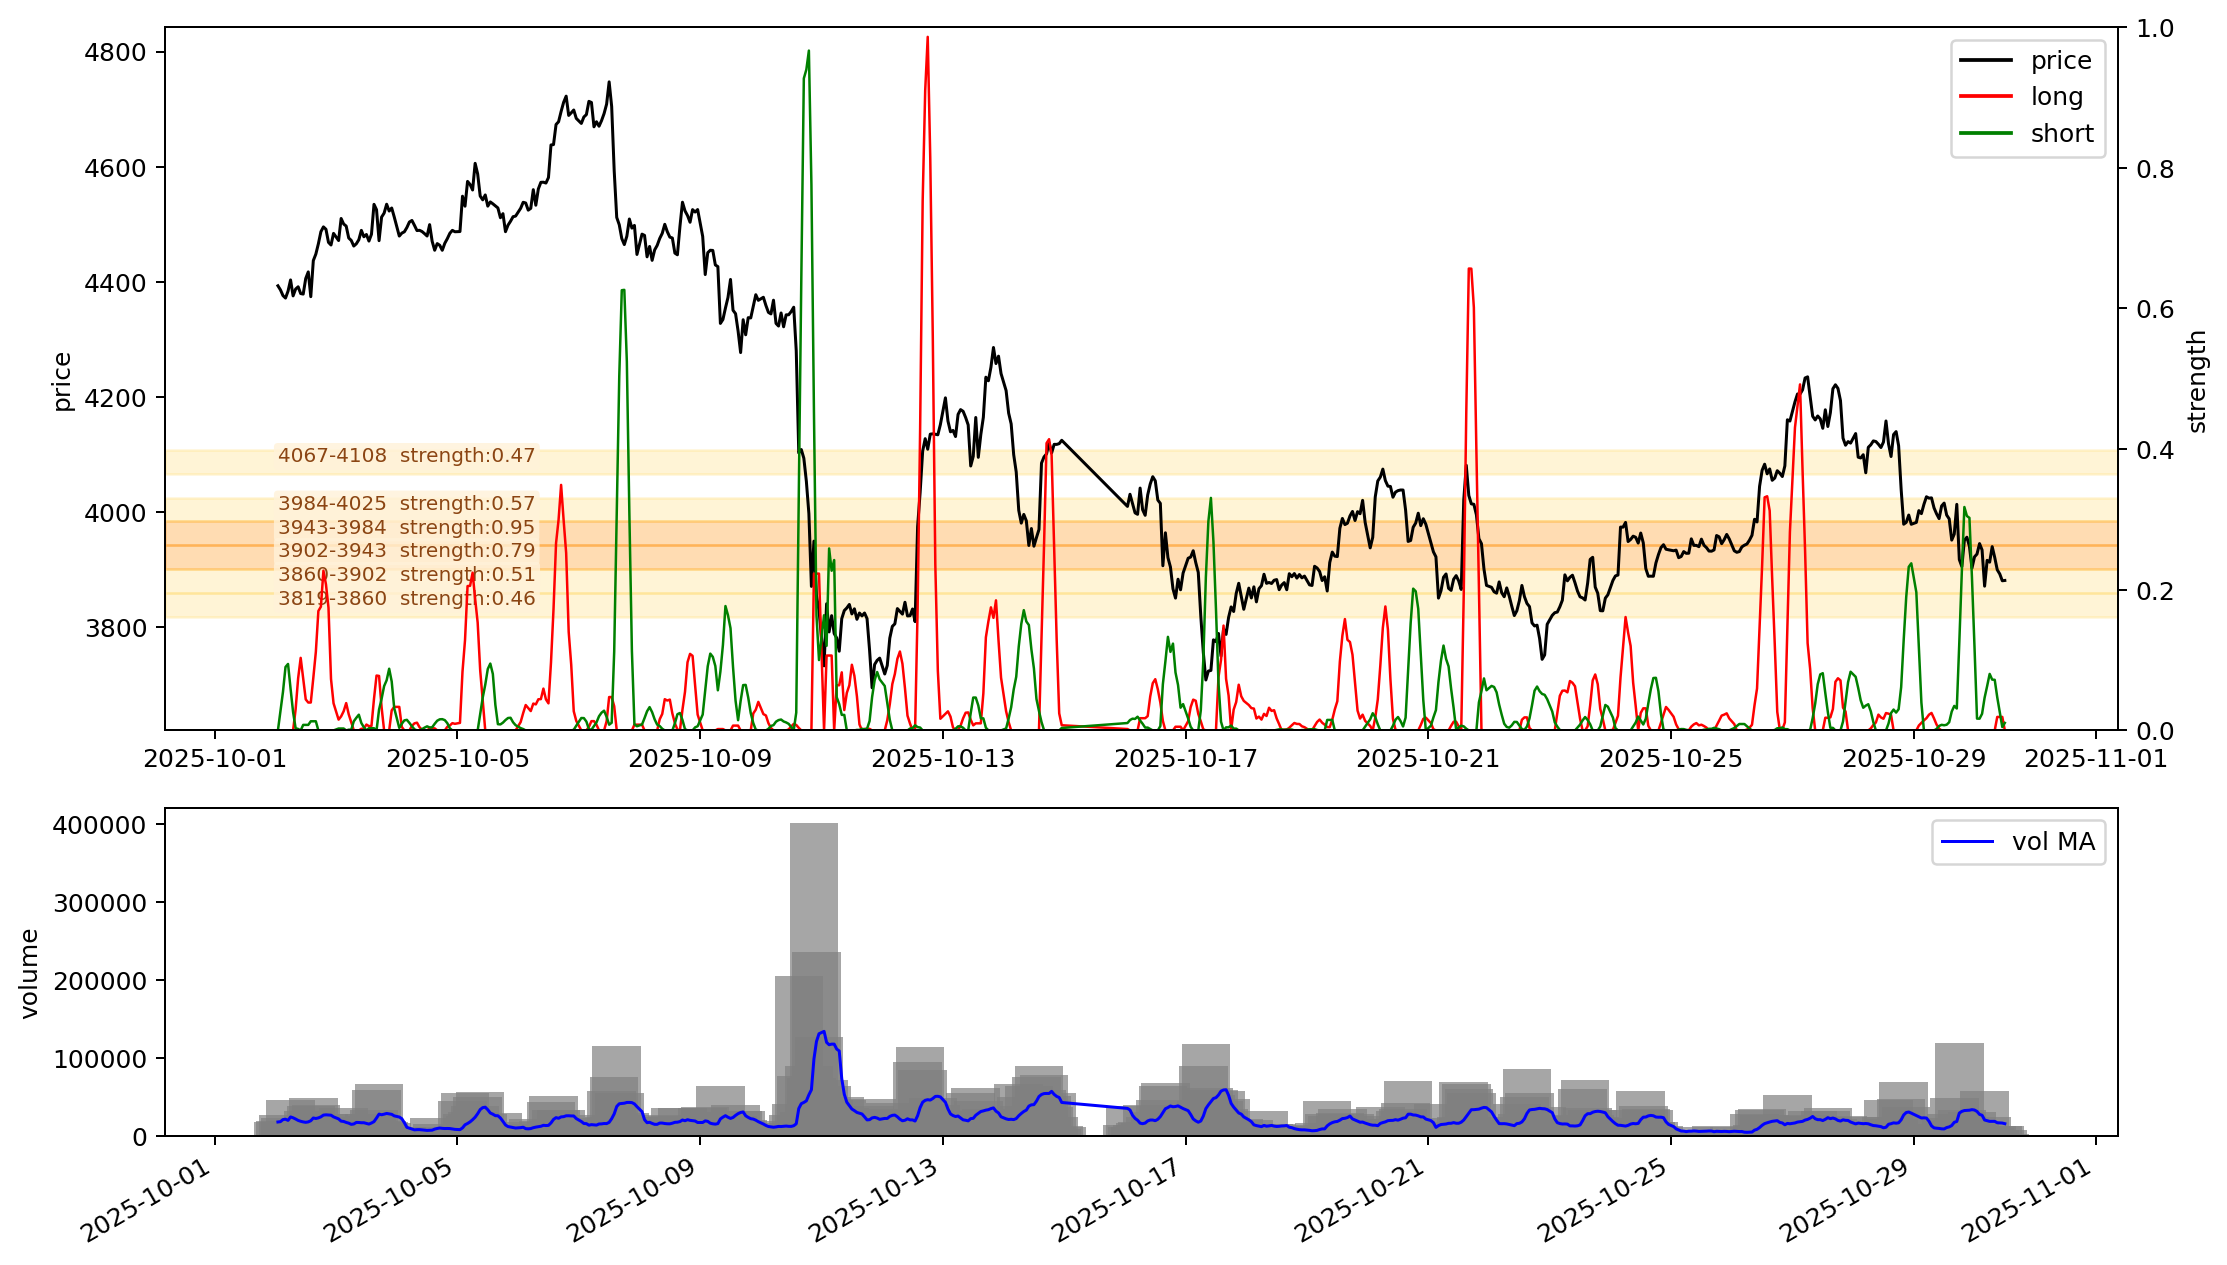 4800
4600
4400
4200
4000
3800
price
1.0
0.8
0.6
0.4
0.2
0.0
strength
price
long
short
4067-4108  strength:0.47
3984-4025  strength:0.57
3943-3984  strength:0.95
3902-3943  strength:0.79
3860-3902  strength:0.51
3819-3860  strength:0.46
2025-10-01
2025-10-05
2025-10-09
2025-10-13
2025-10-17
2025-10-21
2025-10-25
2025-10-29
2025-11-01
400000
300000
200000
100000
0
volume
vol MA
2025-10-01
2025-10-05
2025-10-09
2025-10-13
2025-10-17
2025-10-21
2025-10-25
2025-10-29
2025-11-01